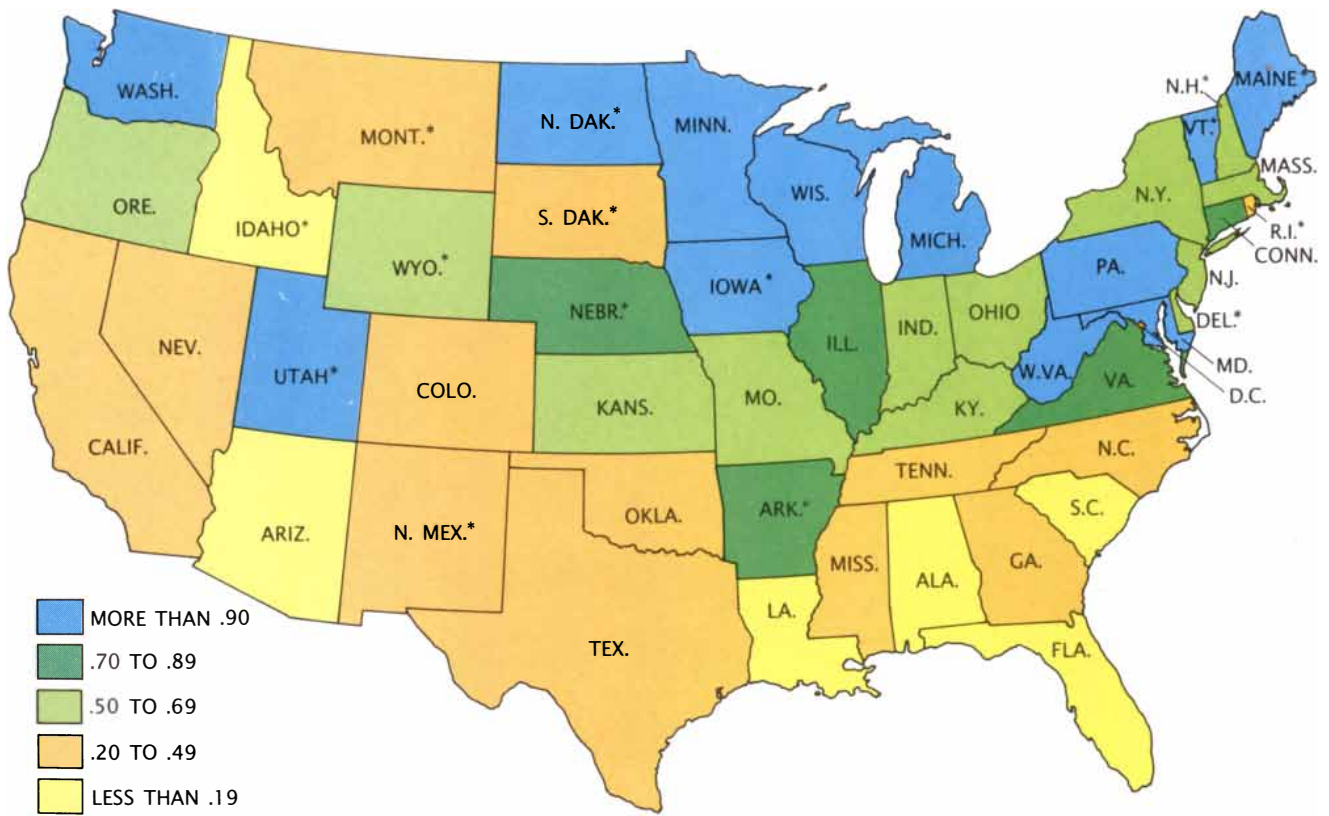 WASH.
MONT.*
N. DAK.*
MINN.
N.H.*
MAINE*
VT.*
ORE.
IDAHO*
S. DAK.*
WIS.
MICH.
N.Y.
MASS.
WYO.*
R.I.*
CONN.
NEBR.*
IOWA*
PA.
N.J.
NEV.
UTAH*
COLO.
ILL.
IND.
OHIO
DEL.*
MD.
D.C.
W.VA.
VA.
KANS.
MO.
KY.
CALIF.
ARIZ.
N. MEX.*
OKLA.
ARK.*
TENN.
N.C.
S.C.
MISS.
ALA.
GA.
TEX.
LA.
FLA.
MORE THAN .90
.70 TO .89
.50 TO .69
.20 TO .49
LESS THAN .19